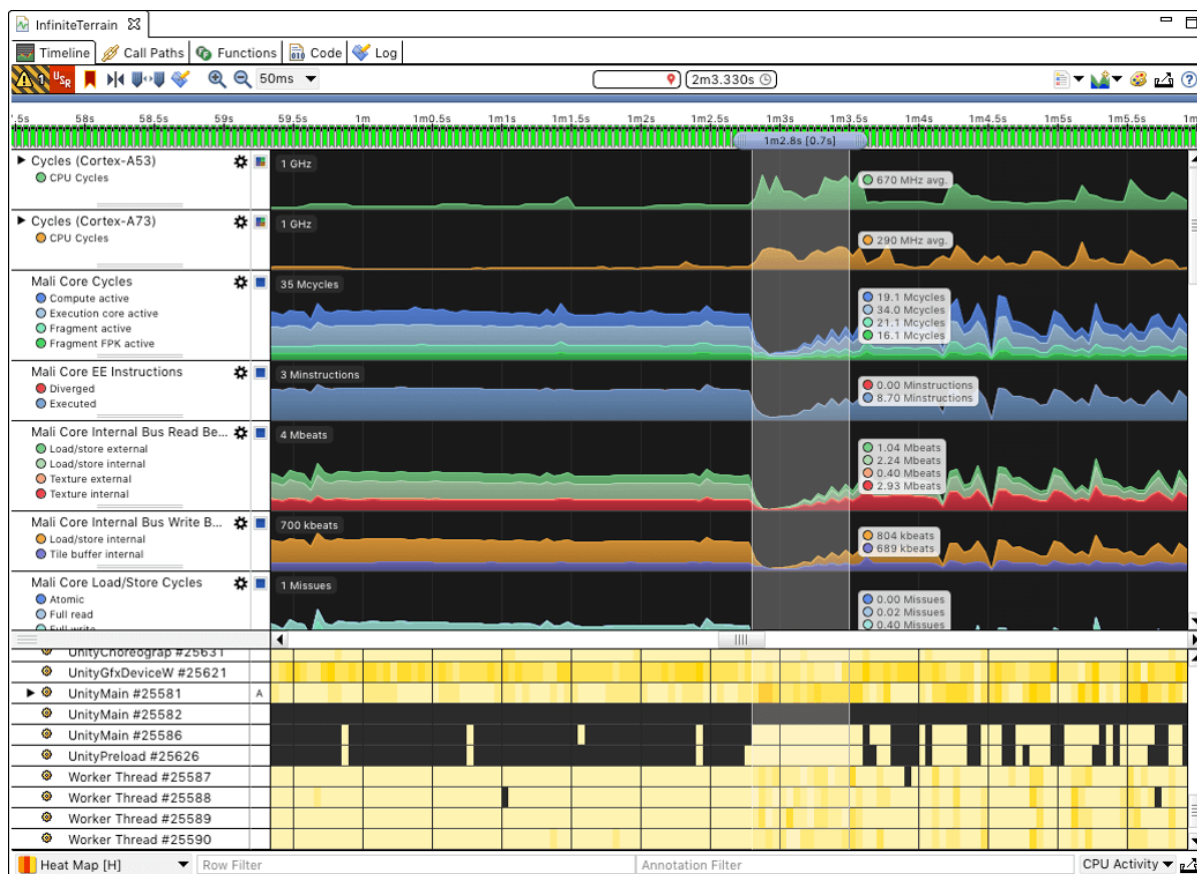 InfiniteTerrain
Timeline Call Paths Functions Code Log
1 USR 50ms 2m3.330s
.5s 58s 58.5s 59s 59.5s 1m 1m0.5s 1m1s 1m1.5s 1m2s 1m2.5s 1m3s 1m3.5s 1m4s 1m4.5s 1m5s 1m5.5s 1m
1m2.8s [0.7s]
Cycles (Cortex-A53)
CPU Cycles
1 GHz
670 MHz avg.
Cycles (Cortex-A73)
CPU Cycles
1 GHz
290 MHz avg.
Mali Core Cycles
Compute active
Execution core active
Fragment active
Fragment FPK active
35 Mcycles
19.1 Mcycles
34.0 Mcycles
21.1 Mcycles
16.1 Mcycles
Mali Core EE Instructions
Diverged
Executed
3 Minstructions
0.00 Minstructions
8.70 Minstructions
Mali Core Internal Bus Read Be...
Load/store external
Load/store internal
Texture external
Texture internal
4 Mbeats
1.04 Mbeats
2.24 Mbeats
0.40 Mbeats
2.93 Mbeats
Mali Core Internal Bus Write B...
Load/store internal
Tile buffer internal
700 kbeats
804 kbeats
689 kbeats
Mali Core Load/Store Cycles
Atomic
Full read
Full write
1 Missues
0.00 Missues
0.02 Missues
0.40 Missues
UnityChoreograp #25631
UnityGfxDeviceW #25621
UnityMain #25581 A
UnityMain #25582
UnityMain #25586
UnityPreload #25626
Worker Thread #25587
Worker Thread #25588
Worker Thread #25589
Worker Thread #25590
Heat Map [H] Row Filter Annotation Filter CPU Activity